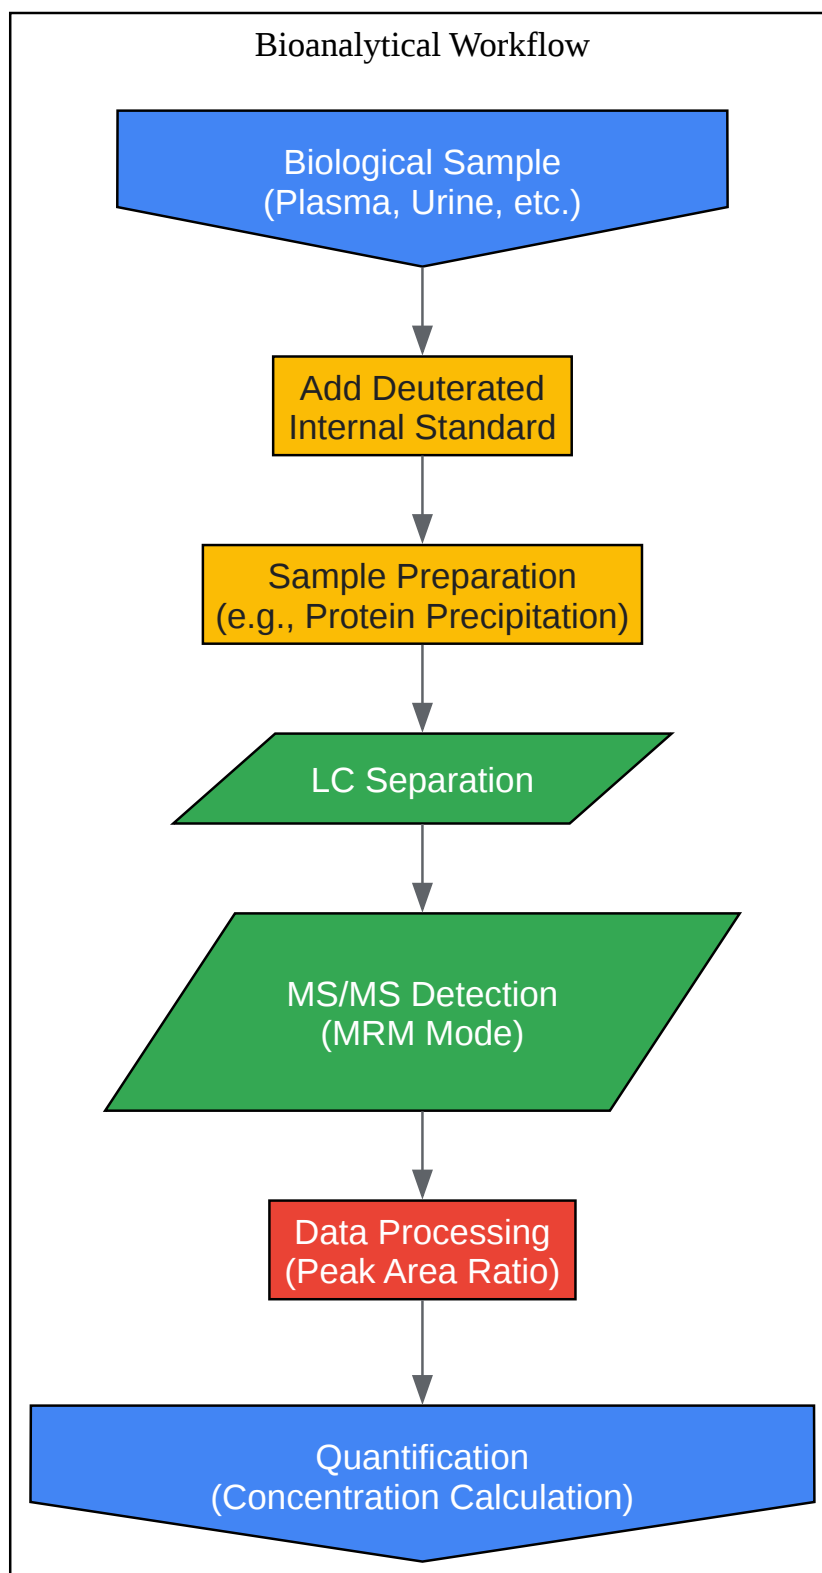 Bioanalytical Workflow
Biological Sample
(Plasma, Urine, etc.)
Add Deuterated
Internal Standard
Sample Preparation
(e.g., Protein Precipitation)
LC Separation
MS/MS Detection
(MRM Mode)
Data Processing
(Peak Area Ratio)
Quantification
(Concentration Calculation)